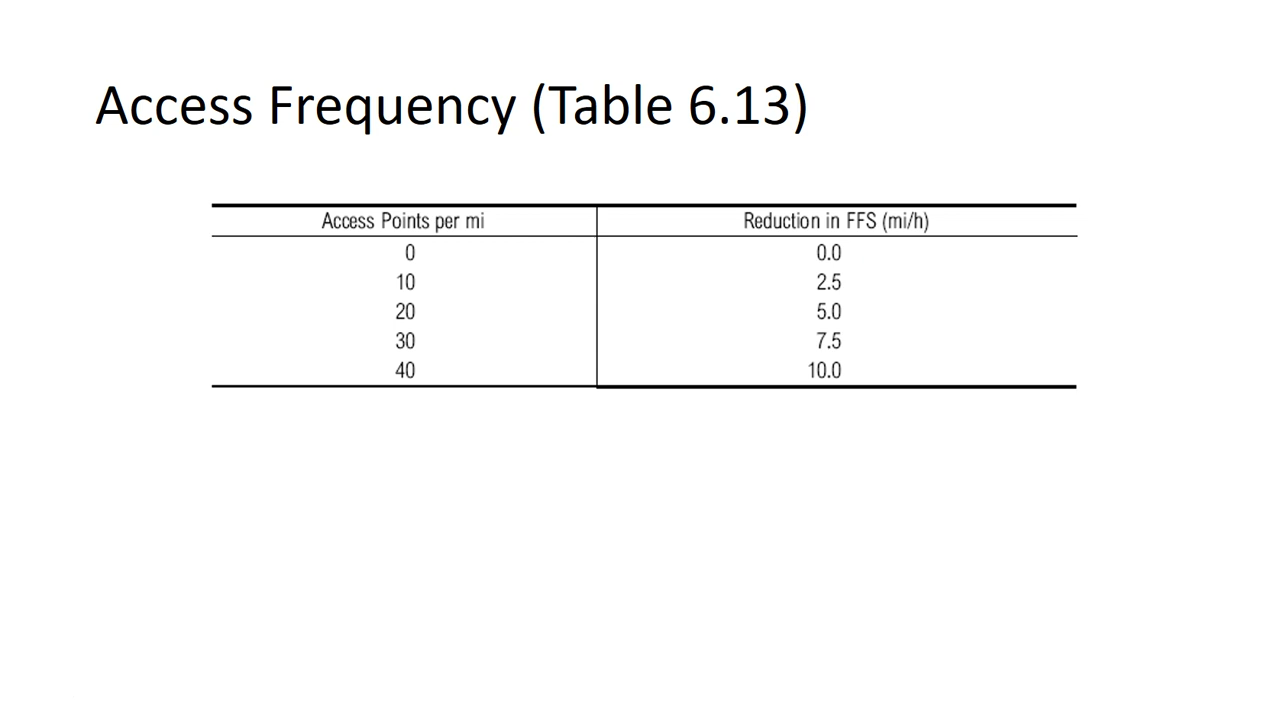 Access Frequency (Table 6.13)
Access Points per mi Reduction in FFS (mi/h)
0 0.0
10 2.5
20 5.0
30 7.5
40 10.0